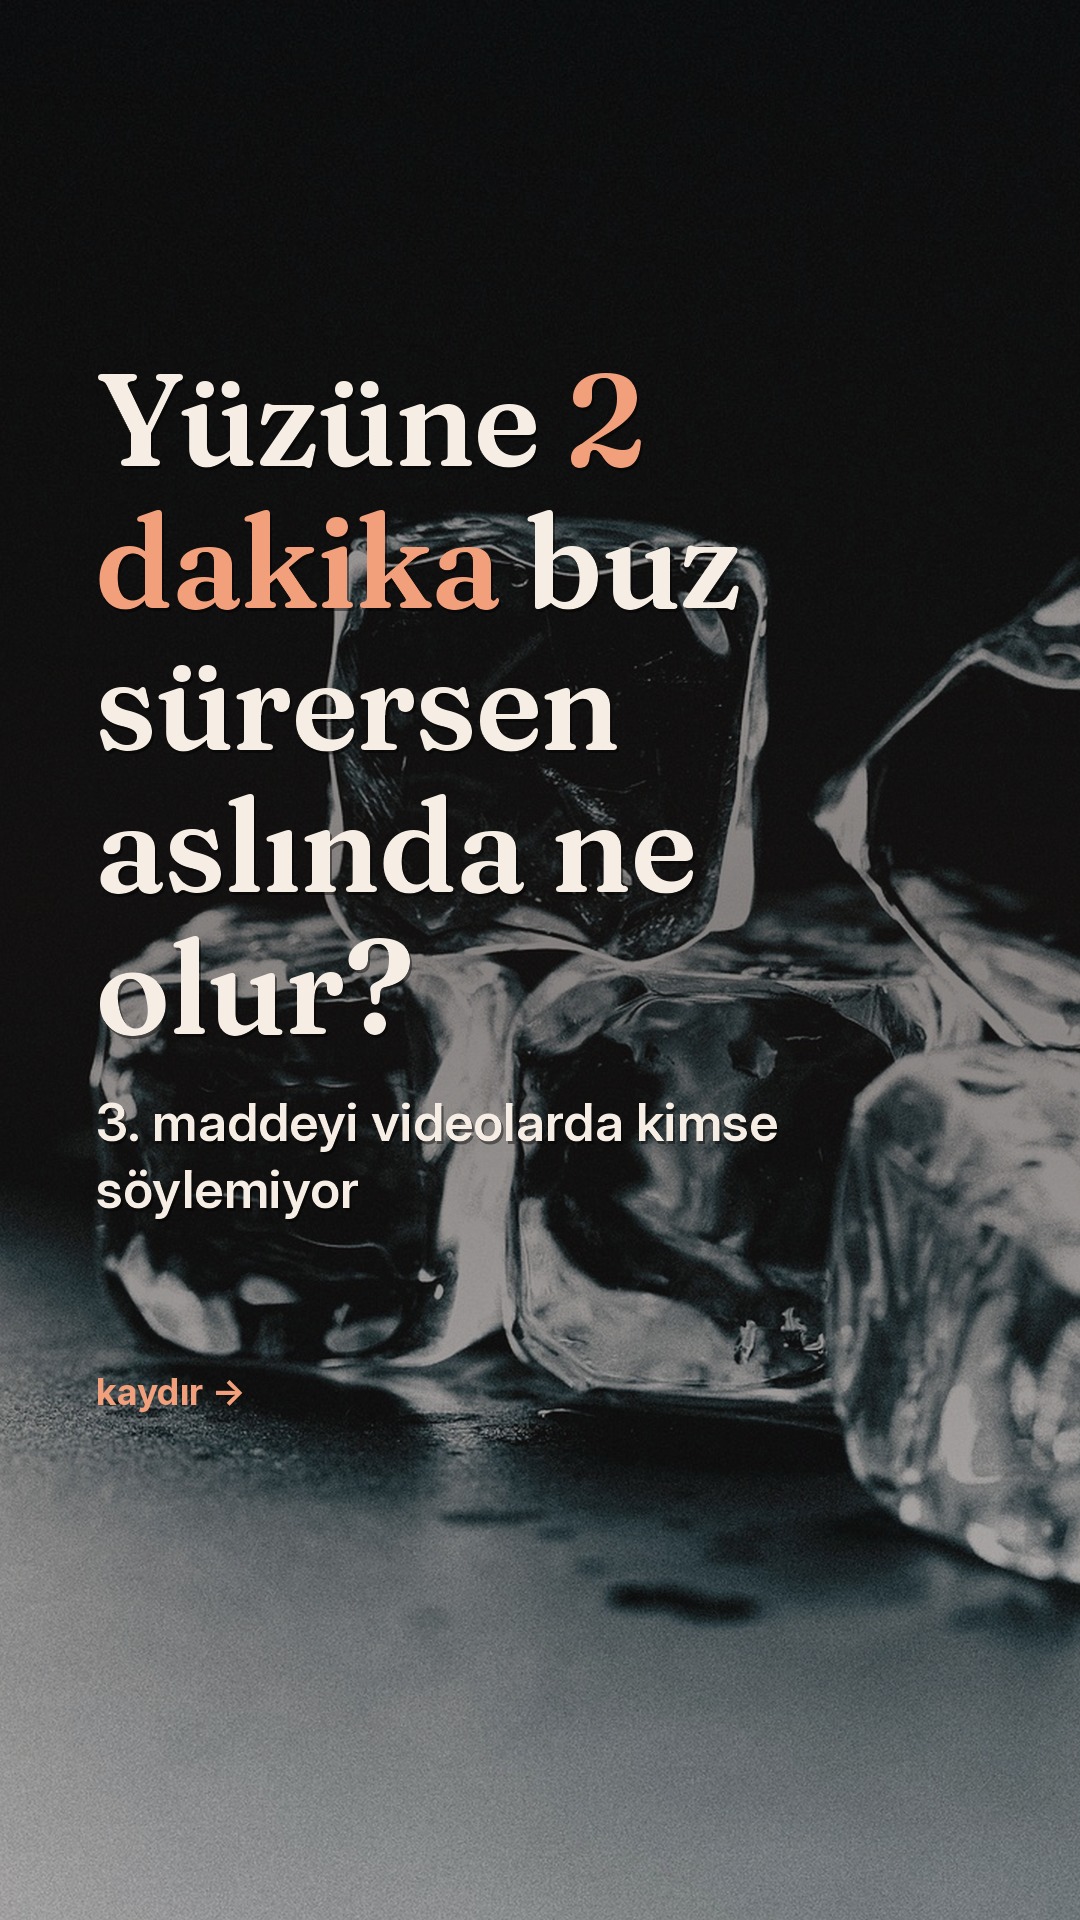 Yüzüne 2
dakika buz
sürersen
aslında ne
olur?
3. maddeyi videolarda kimse
söylemiyor
kaydır →